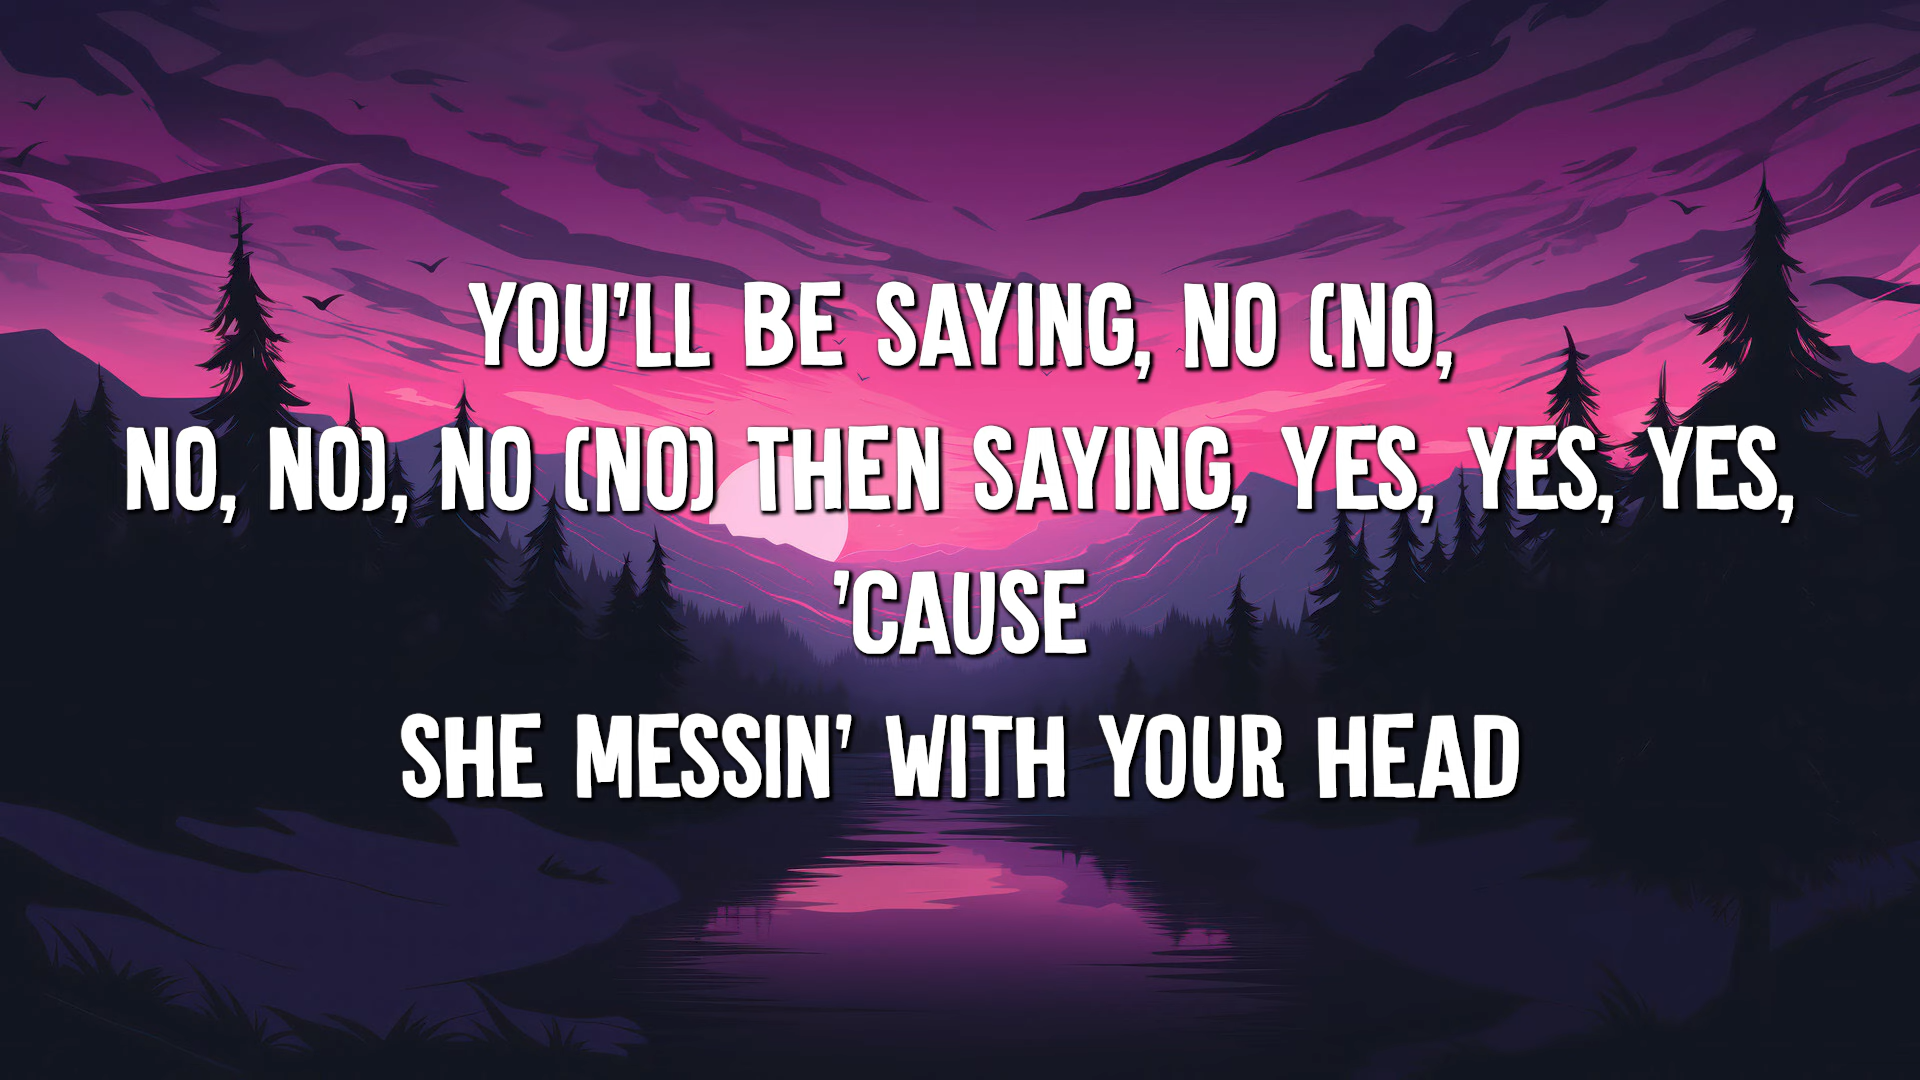 YOU'LL BE SAYING, NO (NO,
NO, NO), NO (NO) THEN SAYING, YES, YES, YES,
'CAUSE
SHE MESSIN' WITH YOUR HEAD